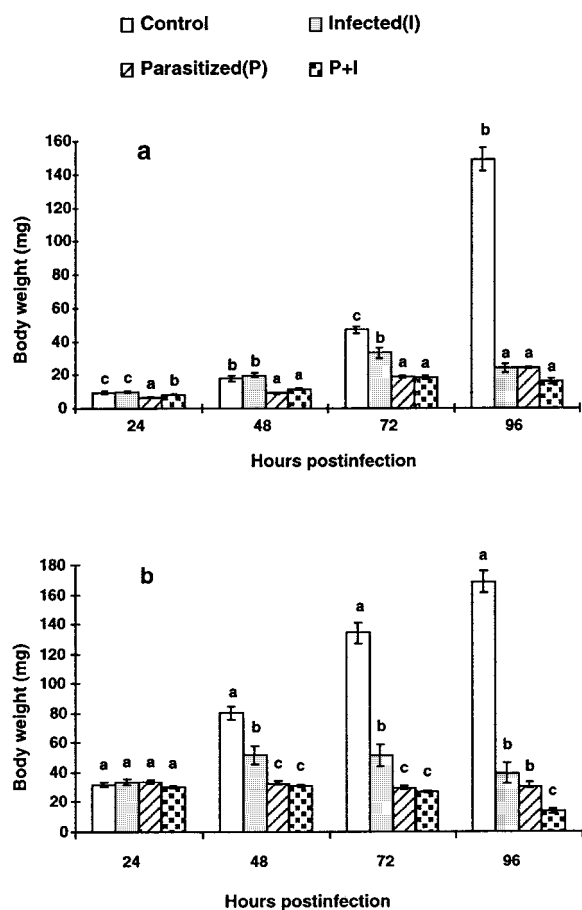 Control Infected(I)
Parasitized(P) P+I
a
160
140
120
100
80
60
40
20
0
Body weight (mg)
c c a b
b b a a
c b a a
b a a a
24 48 72 96
Hours postinfection
b
180
160
140
120
100
80
60
40
20
0
Body weight (mg)
a a a a
a b c c
a b c c
a b b c
24 48 72 96
Hours postinfection